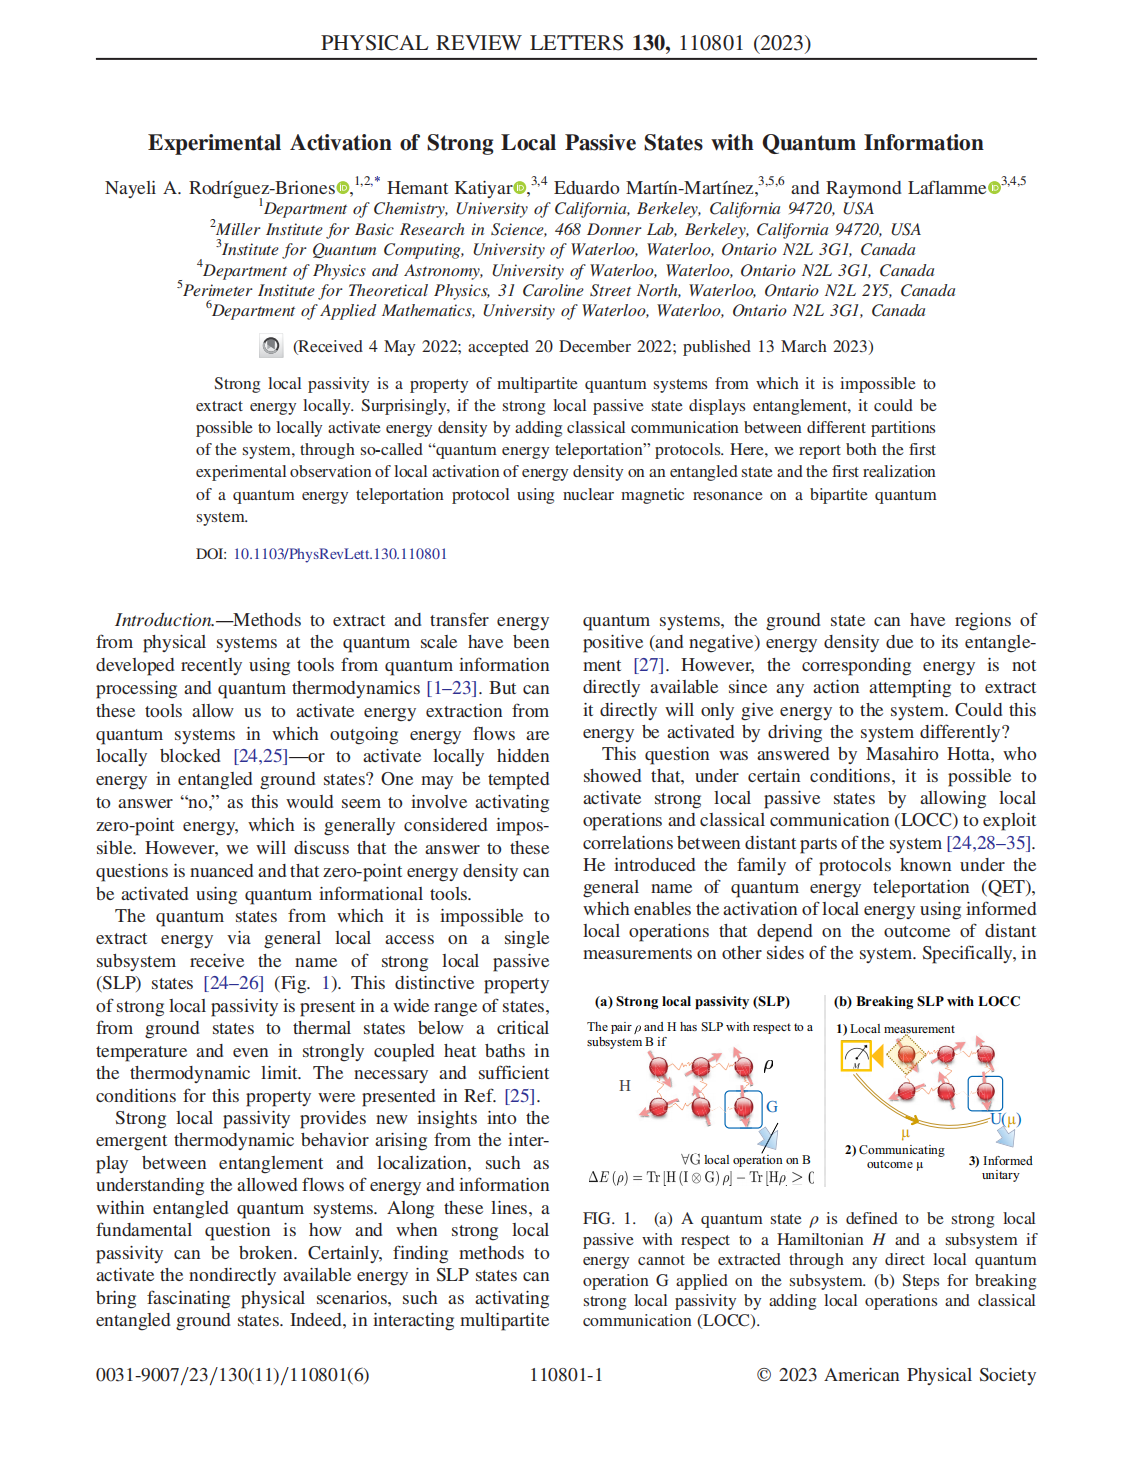 PHYSICAL REVIEW LETTERS 130, 110801 (2023)
Experimental Activation of Strong Local Passive States with Quantum Information
Nayeli A. Rodríguez-Briones,1,2,* Hemant Katiyar,3,4 Eduardo Martín-Martínez,3,5,6 and Raymond Laflamme3,4,5
1Department of Chemistry, University of California, Berkeley, California 94720, USA
2Miller Institute for Basic Research in Science, 468 Donner Lab, Berkeley, California 94720, USA
3Institute for Quantum Computing, University of Waterloo, Waterloo, Ontario N2L 3G1, Canada
4Department of Physics and Astronomy, University of Waterloo, Waterloo, Ontario N2L 3G1, Canada
5Perimeter Institute for Theoretical Physics, 31 Caroline Street North, Waterloo, Ontario N2L 2Y5, Canada
6Department of Applied Mathematics, University of Waterloo, Waterloo, Ontario N2L 3G1, Canada
(Received 4 May 2022; accepted 20 December 2022; published 13 March 2023)
Strong local passivity is a property of multipartite quantum systems from which it is impossible to
extract energy locally. Surprisingly, if the strong local passive state displays entanglement, it could be
possible to locally activate energy density by adding classical communication between different partitions
of the system, through so-called “quantum energy teleportation” protocols. Here, we report both the first
experimental observation of local activation of energy density on an entangled state and the first realization
of a quantum energy teleportation protocol using nuclear magnetic resonance on a bipartite quantum
system.
DOI: 10.1103/PhysRevLett.130.110801
Introduction.—Methods to extract and transfer energy
from physical systems at the quantum scale have been
developed recently using tools from quantum information
processing and quantum thermodynamics [1–23]. But can
these tools allow us to activate energy extraction from
quantum systems in which outgoing energy flows are
locally blocked [24,25]—or to activate locally hidden
energy in entangled ground states? One may be tempted
to answer “no,” as this would seem to involve activating
zero-point energy, which is generally considered impos-
sible. However, we will discuss that the answer to these
questions is nuanced and that zero-point energy density can
be activated using quantum informational tools.
The quantum states from which it is impossible to
extract energy via general local access on a single
subsystem receive the name of strong local passive
(SLP) states [24–26] (Fig. 1). This distinctive property
of strong local passivity is present in a wide range of states,
from ground states to thermal states below a critical
temperature and even in strongly coupled heat baths in
the thermodynamic limit. The necessary and sufficient
conditions for this property were presented in Ref. [25].
Strong local passivity provides new insights into the
emergent thermodynamic behavior arising from the inter-
play between entanglement and localization, such as
understanding the allowed flows of energy and information
within entangled quantum systems. Along these lines, a
fundamental question is how and when strong local
passivity can be broken. Certainly, finding methods to
activate the nondirectly available energy in SLP states can
bring fascinating physical scenarios, such as activating
entangled ground states. Indeed, in interacting multipartite
quantum systems, the ground state can have regions of
positive (and negative) energy density due to its entangle-
ment [27]. However, the corresponding energy is not
directly available since any action attempting to extract
it directly will only give energy to the system. Could this
energy be activated by driving the system differently?
This question was answered by Masahiro Hotta, who
showed that, under certain conditions, it is possible to
activate strong local passive states by allowing local
operations and classical communication (LOCC) to exploit
correlations between distant parts of the system [24,28–35].
He introduced the family of protocols known under the
general name of quantum energy teleportation (QET),
which enables the activation of local energy using informed
local operations that depend on the outcome of distant
measurements on other sides of the system. Specifically, in
(a) Strong local passivity (SLP)
The pair ρ and H has SLP with respect to a
subsystem B if
ρ
H
G
∀G local operation on B
ΔE (ρ) = Tr [H (I ⊗ G) ρ] − Tr [Hρ] ≥ 0
(b) Breaking SLP with LOCC
1) Local measurement
M
U(μ)
μ
2) Communicating
outcome μ
3) Informed
unitary
FIG. 1. (a) A quantum state ρ is defined to be strong local
passive with respect to a Hamiltonian H and a subsystem if
energy cannot be extracted through any direct local quantum
operation G applied on the subsystem. (b) Steps for breaking
strong local passivity by adding local operations and classical
communication (LOCC).
0031-9007/23/130(11)/110801(6)
110801-1
© 2023 American Physical Society